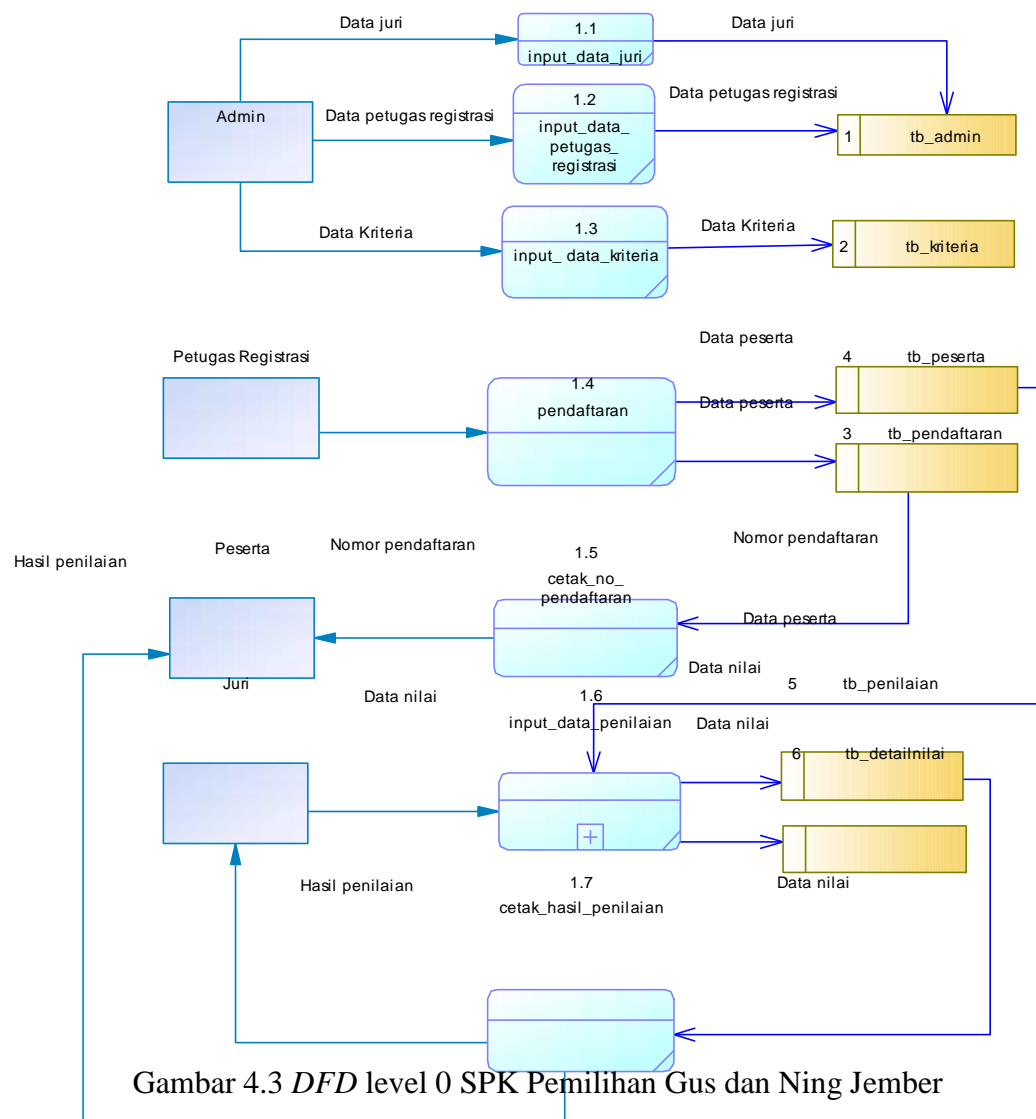 Data juri
1.1
input_data_juri
Data juri
Admin
Data petugas registrasi
1.2
input_data_
petugas_
registrasi
Data petugas registrasi
1
tb_admin
Data Kriteria
1.3
input_ data_kriteria
Data Kriteria
2
tb_kriteria
Petugas Registrasi
1.4
pendaftaran
Data peserta
Data peserta
4
tb_peserta
3
tb_pendaftaran
Hasil penilaian
Peserta
Nomor pendaftaran
1.5
cetak_no_
pendaftaran
Nomor pendaftaran
Data peserta
Juri
Data nilai
1.6
input_data_penilaian
Data nilai
Data nilai
5
tb_penilaian
6
tb_detailnilai
Hasil penilaian
1.7
cetak_hasil_penilaian
Data nilai
Gambar 4.3 DFD level 0 SPK Pemilihan Gus dan Ning Jember